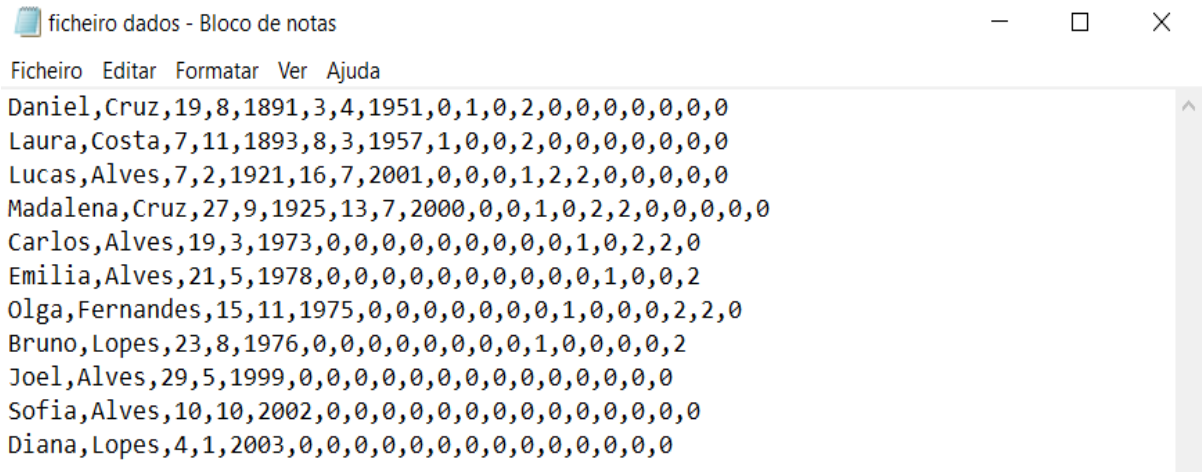 ficheiro dados - Bloco de notas
Ficheiro Editar Formatar Ver Ajuda
Daniel,Cruz,19,8,1891,3,4,1951,0,1,0,2,0,0,0,0,0,0,0
Laura,Costa,7,11,1893,8,3,1957,1,0,0,2,0,0,0,0,0,0,0
Lucas,Alves,7,2,1921,16,7,2001,0,0,0,1,2,2,0,0,0,0,0
Madalena,Cruz,27,9,1925,13,7,2000,0,0,1,0,2,2,0,0,0,0,0
Carlos,Alves,19,3,1973,0,0,0,0,0,0,0,0,0,1,0,2,2,0
Emilia,Alves,21,5,1978,0,0,0,0,0,0,0,0,0,0,1,0,0,2
Olga,Fernandes,15,11,1975,0,0,0,0,0,0,0,1,0,0,0,2,2,0
Bruno,Lopes,23,8,1976,0,0,0,0,0,0,0,0,1,0,0,0,0,2
Joel,Alves,29,5,1999,0,0,0,0,0,0,0,0,0,0,0,0,0,0
Sofia,Alves,10,10,2002,0,0,0,0,0,0,0,0,0,0,0,0,0,0
Diana,Lopes,4,1,2003,0,0,0,0,0,0,0,0,0,0,0,0,0,0